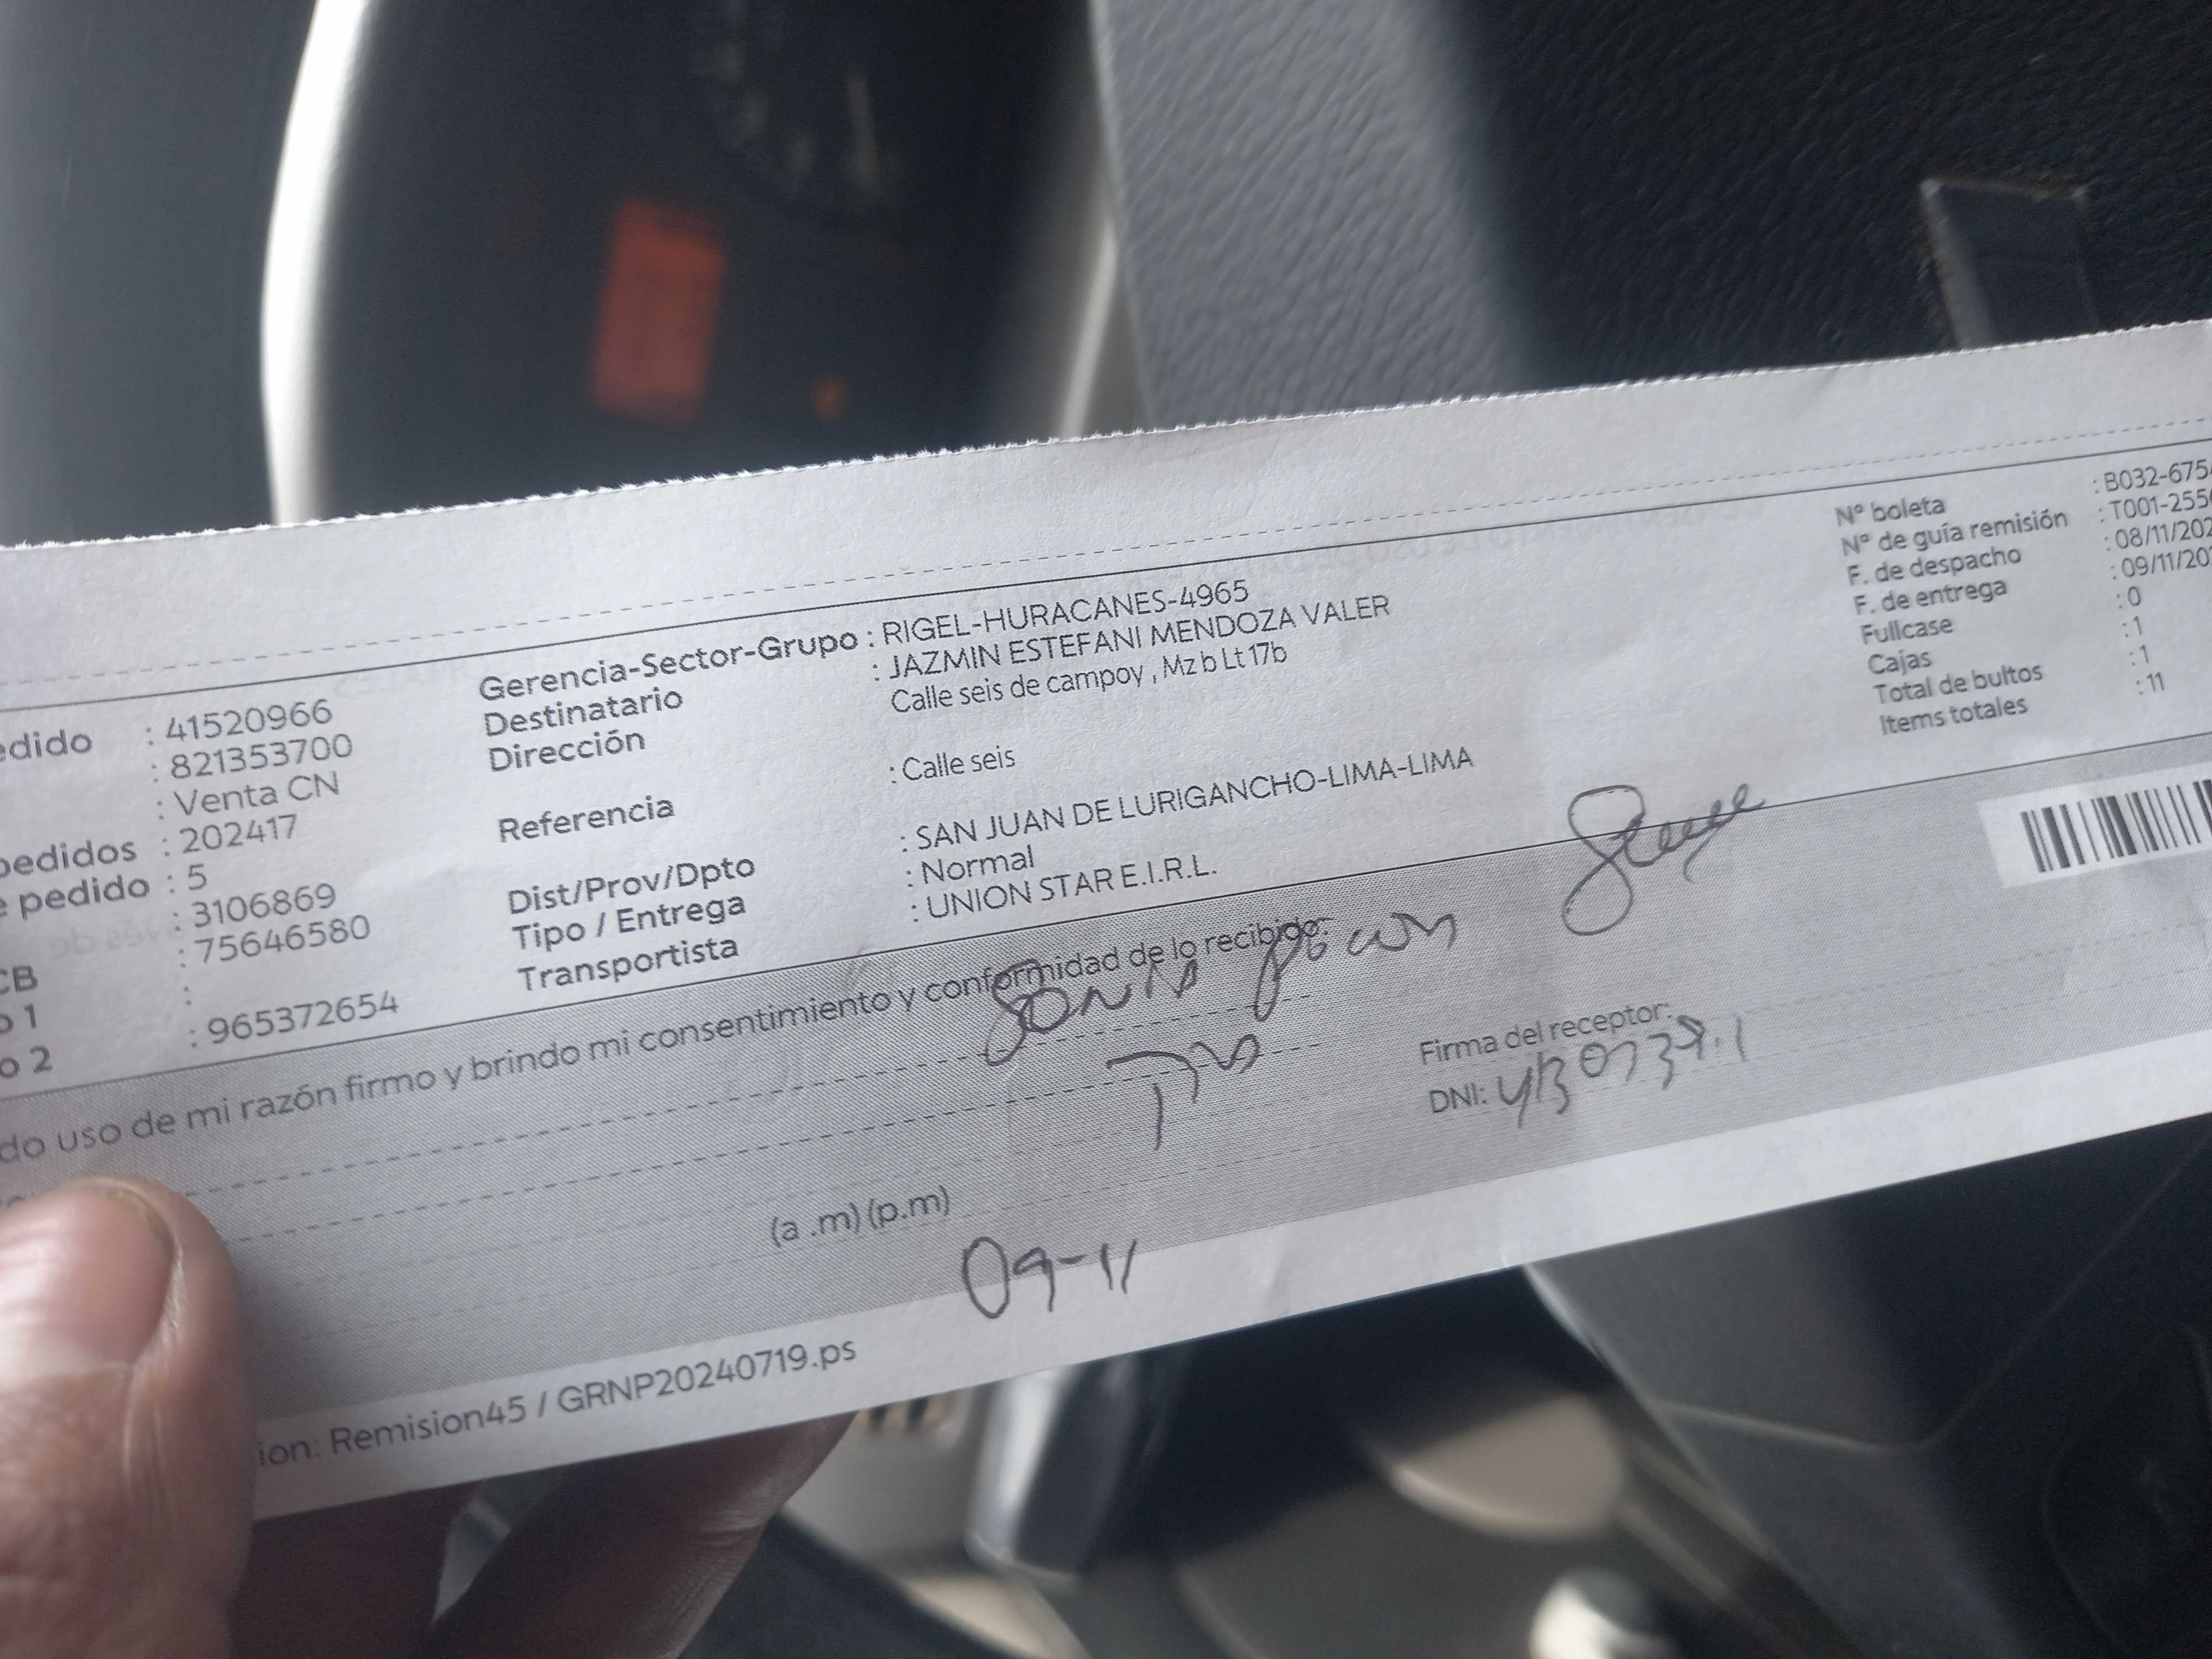 edido : 41520966
: 821353700
: Venta CN
pedidos : 202417
e pedido : 5
: 3106869
CB : 75646580
o 1 :
o 2 : 965372654
Gerencia-Sector-Grupo : RIGEL-HURACANES-4965
Destinatario : JAZMIN ESTEFANI MENDOZA VALER
Dirección Calle seis de campoy , Mz b Lt 17b
Referencia : Calle seis
Dist/Prov/Dpto : SAN JUAN DE LURIGANCHO-LIMA-LIMA
Tipo / Entrega : Normal
Transportista : UNION STAR E.I.R.L.
N° boleta : B032-675
N° de guía remisión : T001-255
F. de despacho : 08/11/202
F. de entrega : 09/11/20
Fullcase : 0
Cajas : 1
Total de bultos : 1
Items totales : 11
do uso de mi razón firmo y brindo mi consentimiento y conformidad de lo recibido:
Firma del receptor:
DNI:
(a .m) (p.m)
09-11
ion: Remision45 / GRNP20240719.ps